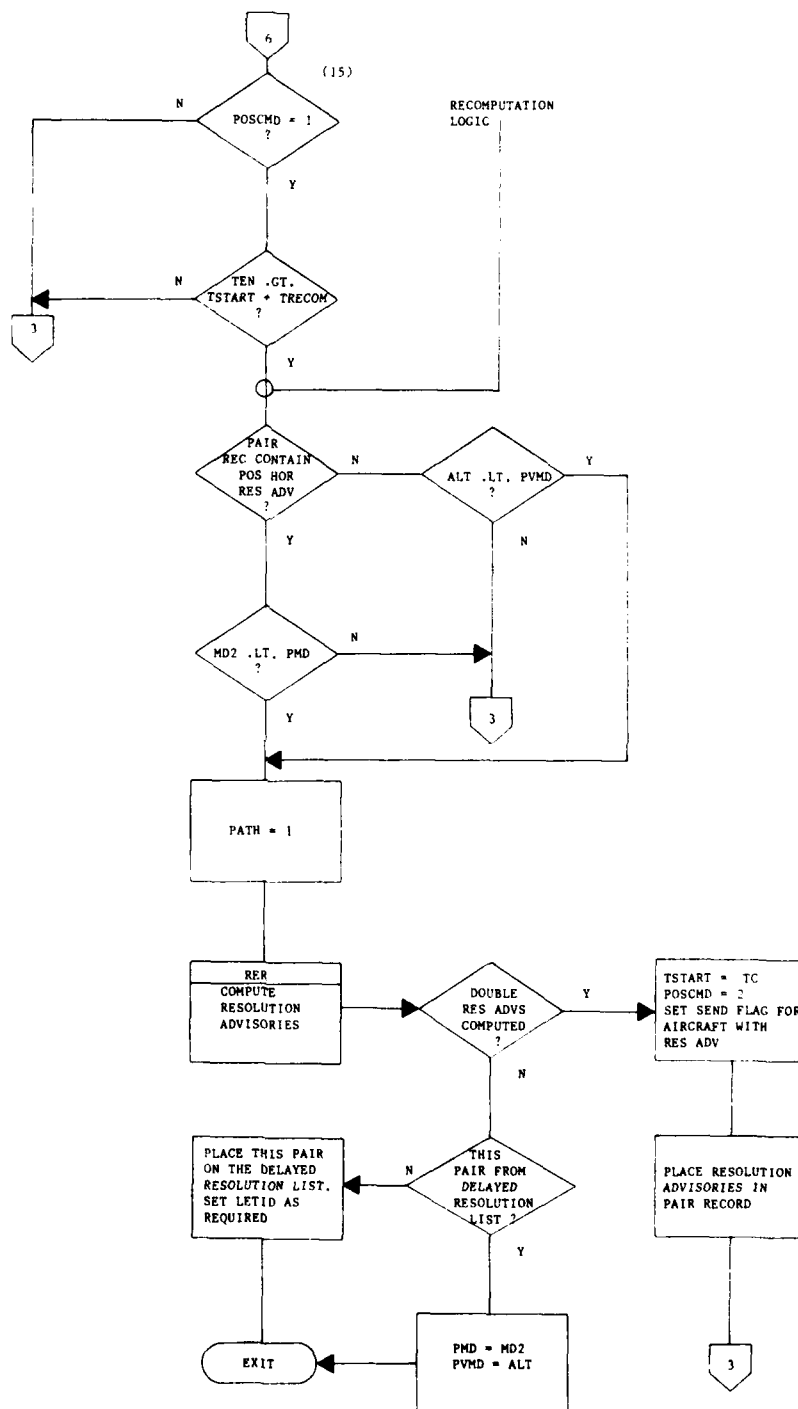 6
(15)
N
POSCMD = 1
?
Y
RECOMPUTATION
LOGIC
N
TEN .GT.
TSTART + TRECOM
?
Y
3
PAIR
REC CONTAIN
POS HOR
RES ADV
?
N
Y
ALT .LT. PVMD
?
Y
N
MD2 .LT. PMD
?
N
Y
3
PATH = 1
RER
COMPUTE
RESOLUTION
ADVISORIES
DOUBLE
RES ADVS
COMPUTED
?
Y
N
TSTART = TC
POSCMD = 2
SET SEND FLAG FOR
AIRCRAFT WITH
RES ADV
PLACE THIS PAIR
ON THE DELAYED
RESOLUTION LIST.
SET LETID AS
REQUIRED
N
THIS
PAIR FROM
DELAYED
RESOLUTION
LIST ?
Y
PLACE RESOLUTION
ADVISORIES IN
PAIR RECORD
EXIT
PMD = MD2
PVMD = ALT
3